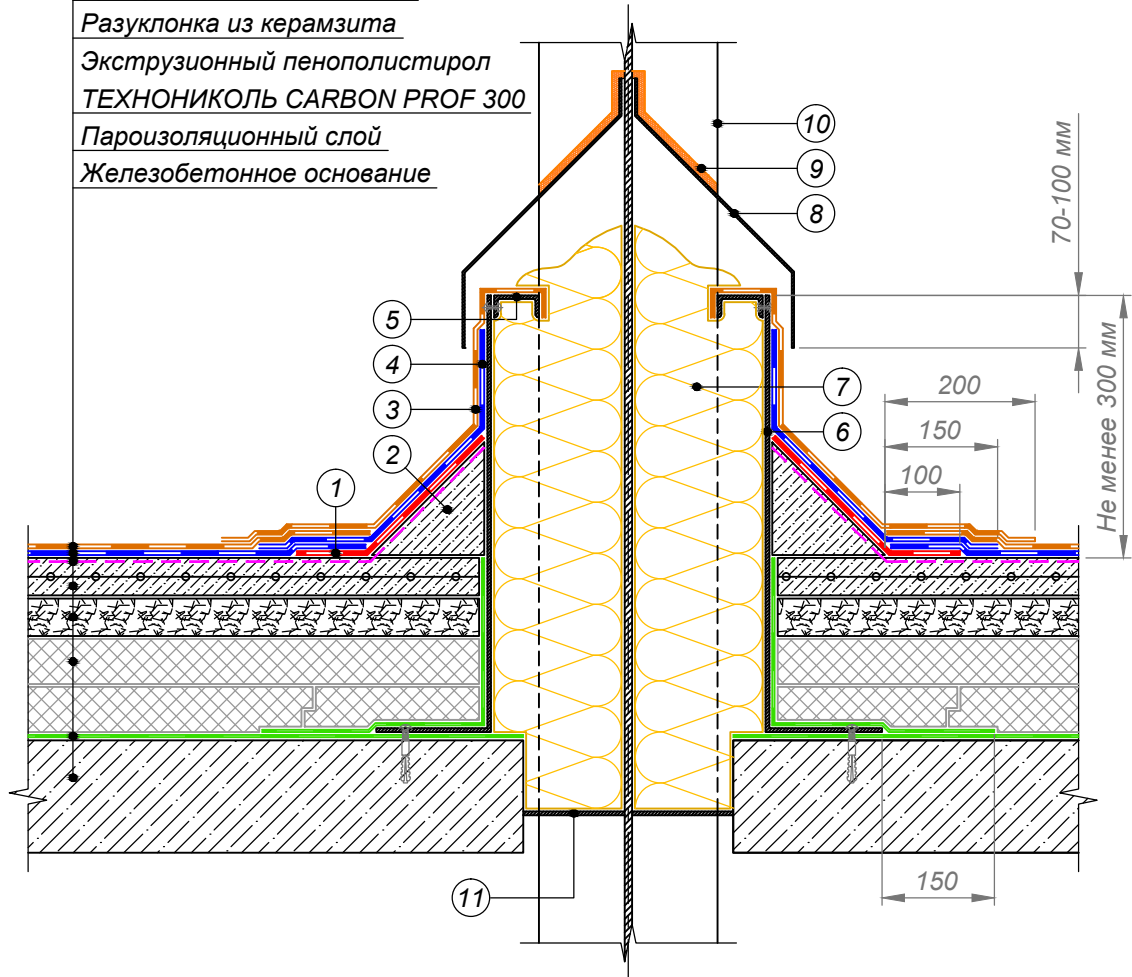 Разуклонка из керамзита
Экструзионный пенополистирол
ТЕХНОНИКОЛЬ CARBON PROF 300
Пароизоляционный слой
Железобетонное основание
10
9
8
70-100 мм
5
4
3
2
1
7
6
200
150
100
Не менее 300 мм
11
150